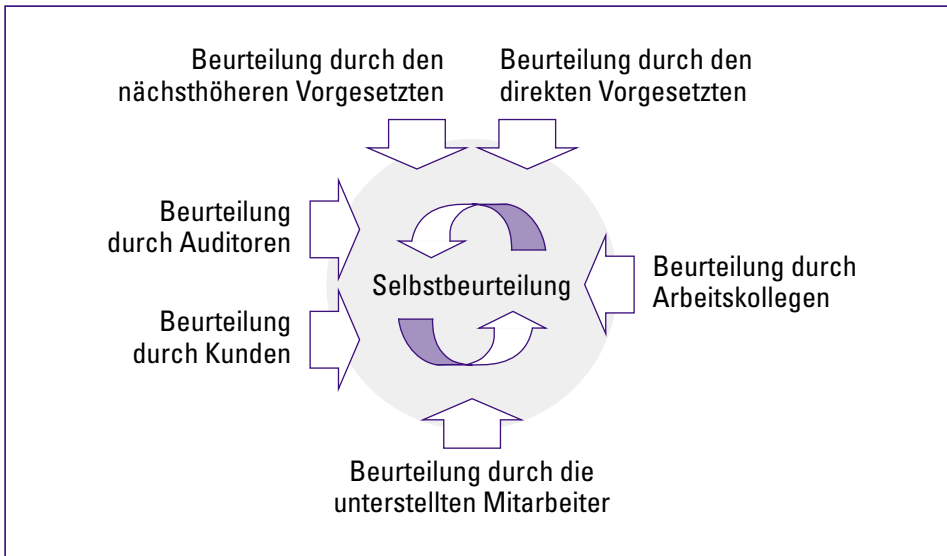 Beurteilung durch den
nächsthöheren Vorgesetzten
Beurteilung durch den
direkten Vorgesetzten
Beurteilung
durch Auditoren
Selbstbeurteilung
Beurteilung durch
Arbeitskollegen
Beurteilung
durch Kunden
Beurteilung durch die
unterstellten Mitarbeiter